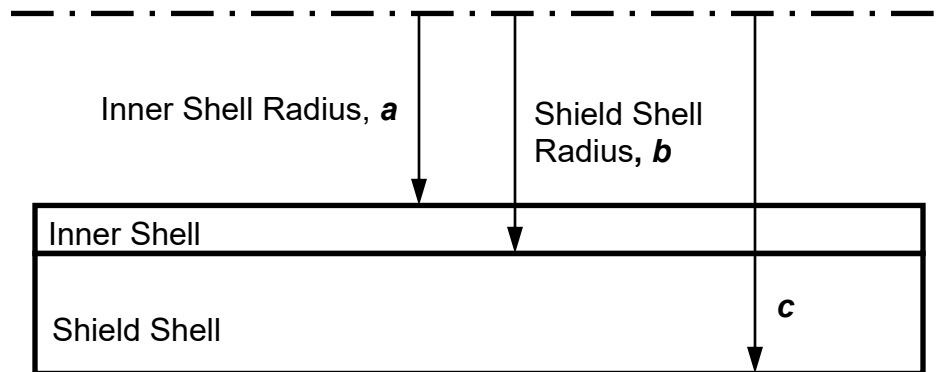 Inner Shell Radius, a
Shield Shell
Radius, b
Inner Shell
Shield Shell
c